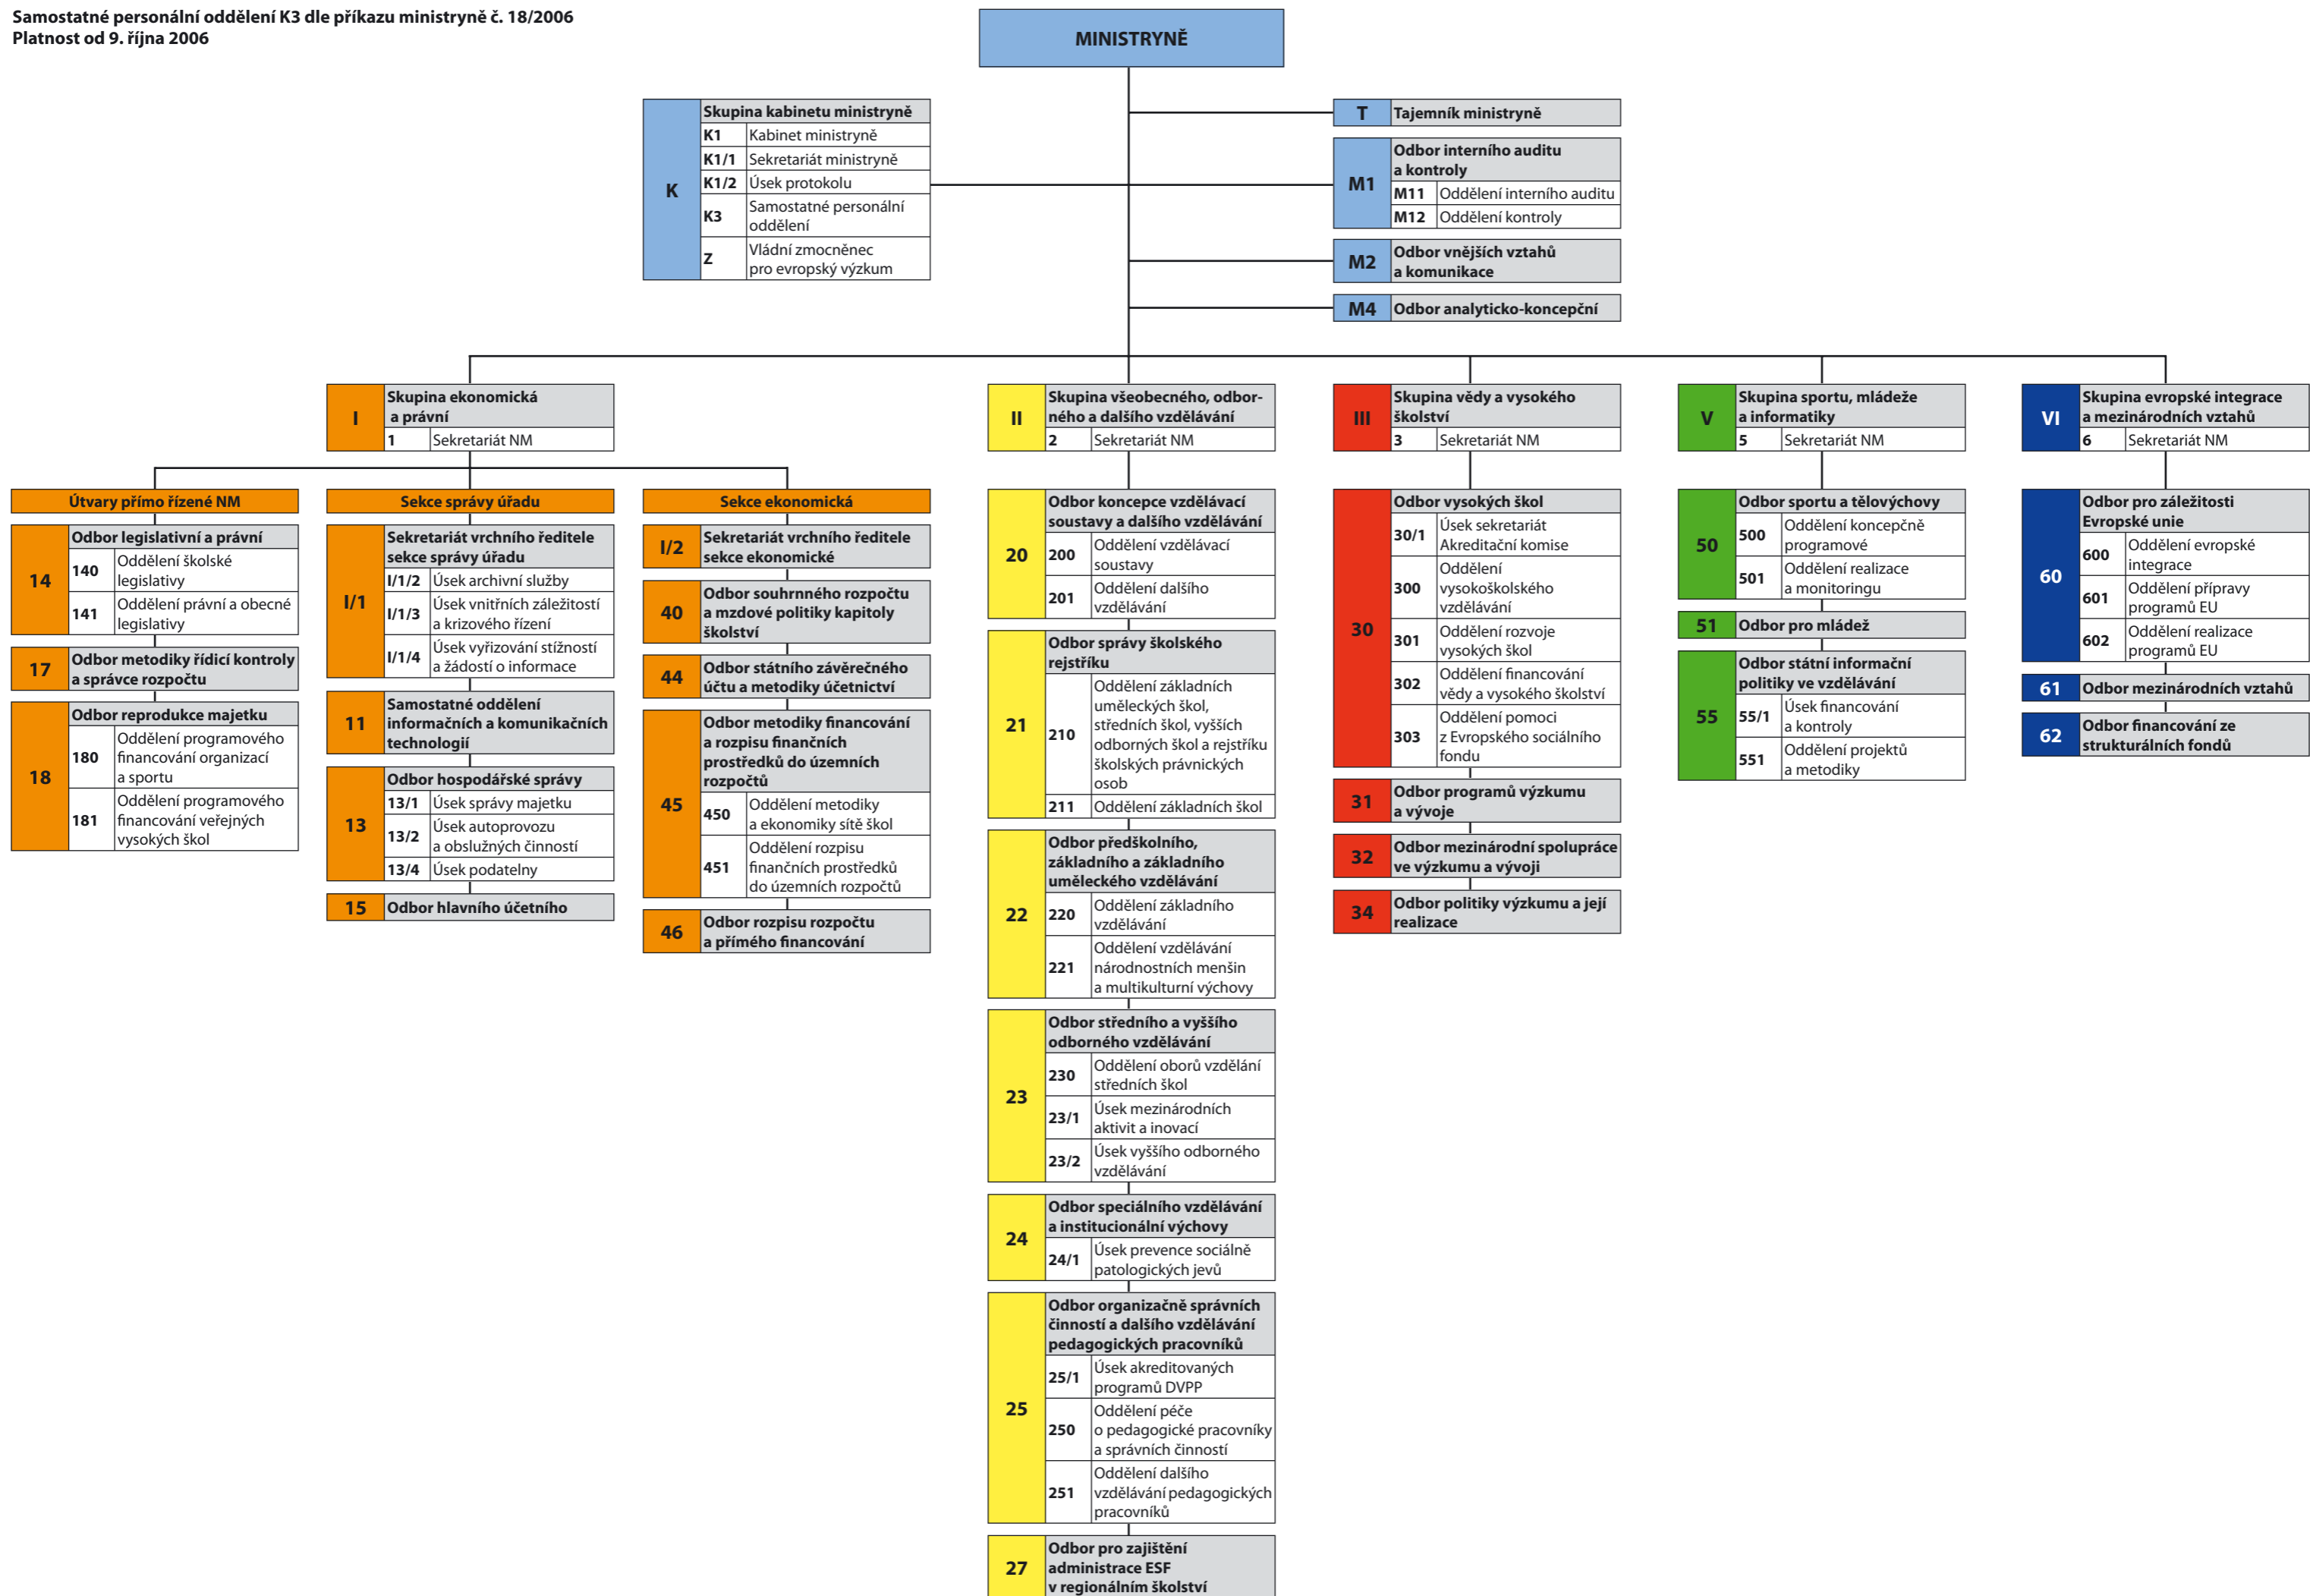 Samostatné personální oddělení K3 dle příkazu ministryně č. 18/2006
Platnost od 9. října 2006
MINISTRYNĚ
K
Skupina kabinetu ministryně
K1 Kabinet ministryně
K1/1 Sekretariát ministryně
K1/2 Úsek protokolu
K3 Samostatné personální
oddělení
Z Vládní zmocněnec
pro evropský výzkum
T Tajemník ministryně
M1
Odbor interního auditu
a kontroly
M11 Oddělení interního auditu
M12 Oddělení kontroly
M2
Odbor vnějších vztahů
a komunikace
M4 Odbor analyticko-koncepční
I
Skupina ekonomická
a právní
1 Sekretariát NM
Útvary přímo řízené NM
14
Odbor legislativní a právní
140 Oddělení školské
legislativy
141 Oddělení právní a obecné
legislativy
17
Odbor metodiky řídicí kontroly
a správce rozpočtu
18
Odbor reprodukce majetku
180 Oddělení programového
financování organizací
a sportu
181 Oddělení programového
financování veřejných
vysokých škol
Sekce správy úřadu
I/1
Sekretariát vrchního ředitele
sekce správy úřadu
I/1/2 Úsek archivní služby
I/1/3 Úsek vnitřních záležitostí
a krizového řízení
I/1/4 Úsek vyřizování stížností
a žádostí o informace
11
Samostatné oddělení
informačních a komunikačních
technologií
13
Odbor hospodářské správy
13/1 Úsek správy majetku
13/2 Úsek autoprovozu
a obslužných činností
13/4 Úsek podatelny
15 Odbor hlavního účetního
Sekce ekonomická
I/2
Sekretariát vrchního ředitele
sekce ekonomické
40
Odbor souhrnného rozpočtu
a mzdové politiky kapitoly
školství
44
Odbor státního závěrečného
účtu a metodiky účetnictví
45
Odbor metodiky financování
a rozpisu finančních
prostředků do územních
rozpočtů
450 Oddělení metodiky
a ekonomiky sítě škol
451 Oddělení rozpisu
finančních prostředků
do územních rozpočtů
46
Odbor rozpisu rozpočtu
a přímého financování
II
Skupina všeobecného, odbor-
ného a dalšího vzdělávání
2 Sekretariát NM
20
Odbor koncepce vzdělávací
soustavy a dalšího vzdělávání
200 Oddělení vzdělávací
soustavy
201 Oddělení dalšího
vzdělávání
21
Odbor správy školského
rejstříku
210 Oddělení základních
uměleckých škol,
středních škol, vyšších
odborných škol a rejstříku
školských právnických
osob
211 Oddělení základních škol
22
Odbor předškolního,
základního a základního
uměleckého vzdělávání
220 Oddělení základního
vzdělávání
221 Oddělení vzdělávání
národnostních menšin
a multikulturní výchovy
23
Odbor středního a vyššího
odborného vzdělávání
230 Oddělení oborů vzdělání
středních škol
23/1 Úsek mezinárodních
aktivit a inovací
23/2 Úsek vyššího odborného
vzdělávání
24
Odbor speciálního vzdělávání
a institucionální výchovy
24/1 Úsek prevence sociálně
patologických jevů
25
Odbor organizačně správních
činností a dalšího vzdělávání
pedagogických pracovníků
25/1 Úsek akreditovaných
programů DVPP
250 Oddělení péče
o pedagogické pracovníky
a správních činností
251 Oddělení dalšího
vzdělávání pedagogických
pracovníků
27
Odbor pro zajištění
administrace ESF
v regionálním školství
III
Skupina vědy a vysokého
školství
3 Sekretariát NM
30
Odbor vysokých škol
30/1 Úsek sekretariát
Akreditační komise
300 Oddělení
vysokoškolského
vzdělávání
301 Oddělení rozvoje
vysokých škol
302 Oddělení financování
vědy a vysokého školství
303 Oddělení pomoci
z Evropského sociálního
fondu
31
Odbor programů výzkumu
a vývoje
32
Odbor mezinárodní spolupráce
ve výzkumu a vývoji
34
Odbor politiky výzkumu a její
realizace
V
Skupina sportu, mládeže
a informatiky
5 Sekretariát NM
50
Odbor sportu a tělovýchovy
500 Oddělení koncepčně
programové
501 Oddělení realizace
a monitoringu
51 Odbor pro mládež
55
Odbor státní informační
politiky ve vzdělávání
55/1 Úsek financování
a kontroly
551 Oddělení projektů
a metodiky
VI
Skupina evropské integrace
a mezinárodních vztahů
6 Sekretariát NM
60
Odbor pro záležitosti
Evropské unie
600 Oddělení evropské
integrace
601 Oddělení přípravy
programů EU
602 Oddělení realizace
programů EU
61 Odbor mezinárodních vztahů
62
Odbor financování ze
strukturálních fondů